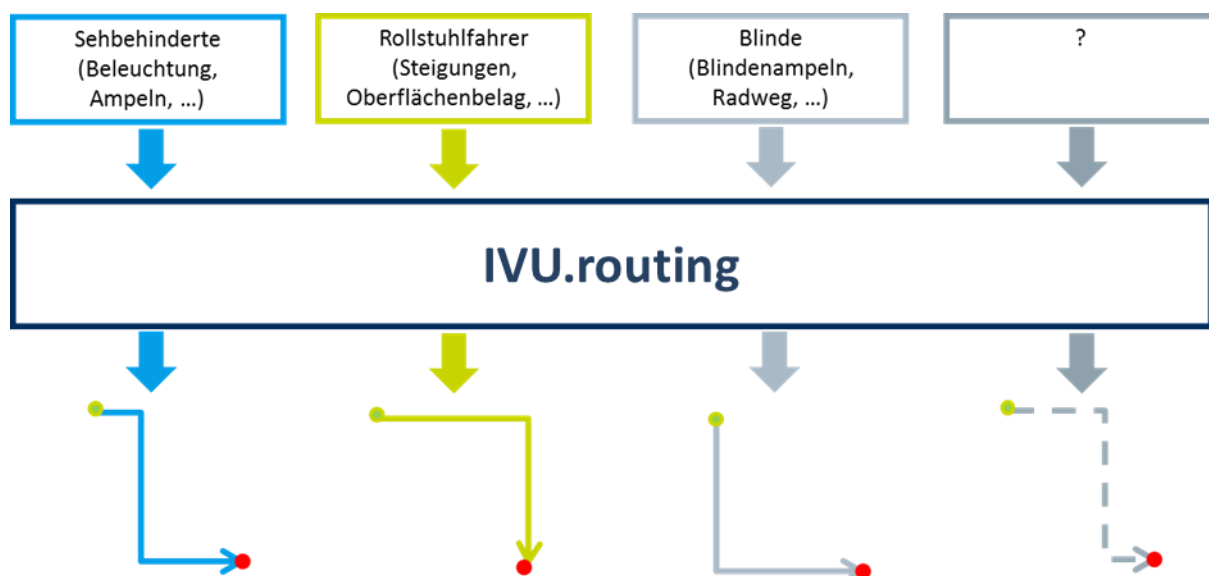 Sehbehinderte
(Beleuchtung,
Ampeln, ...)
Rollstuhlfahrer
(Steigungen,
Oberflächenbelag, ...)
Blinde
(Blindenampeln,
Radweg, ...)
?
IVU.routing